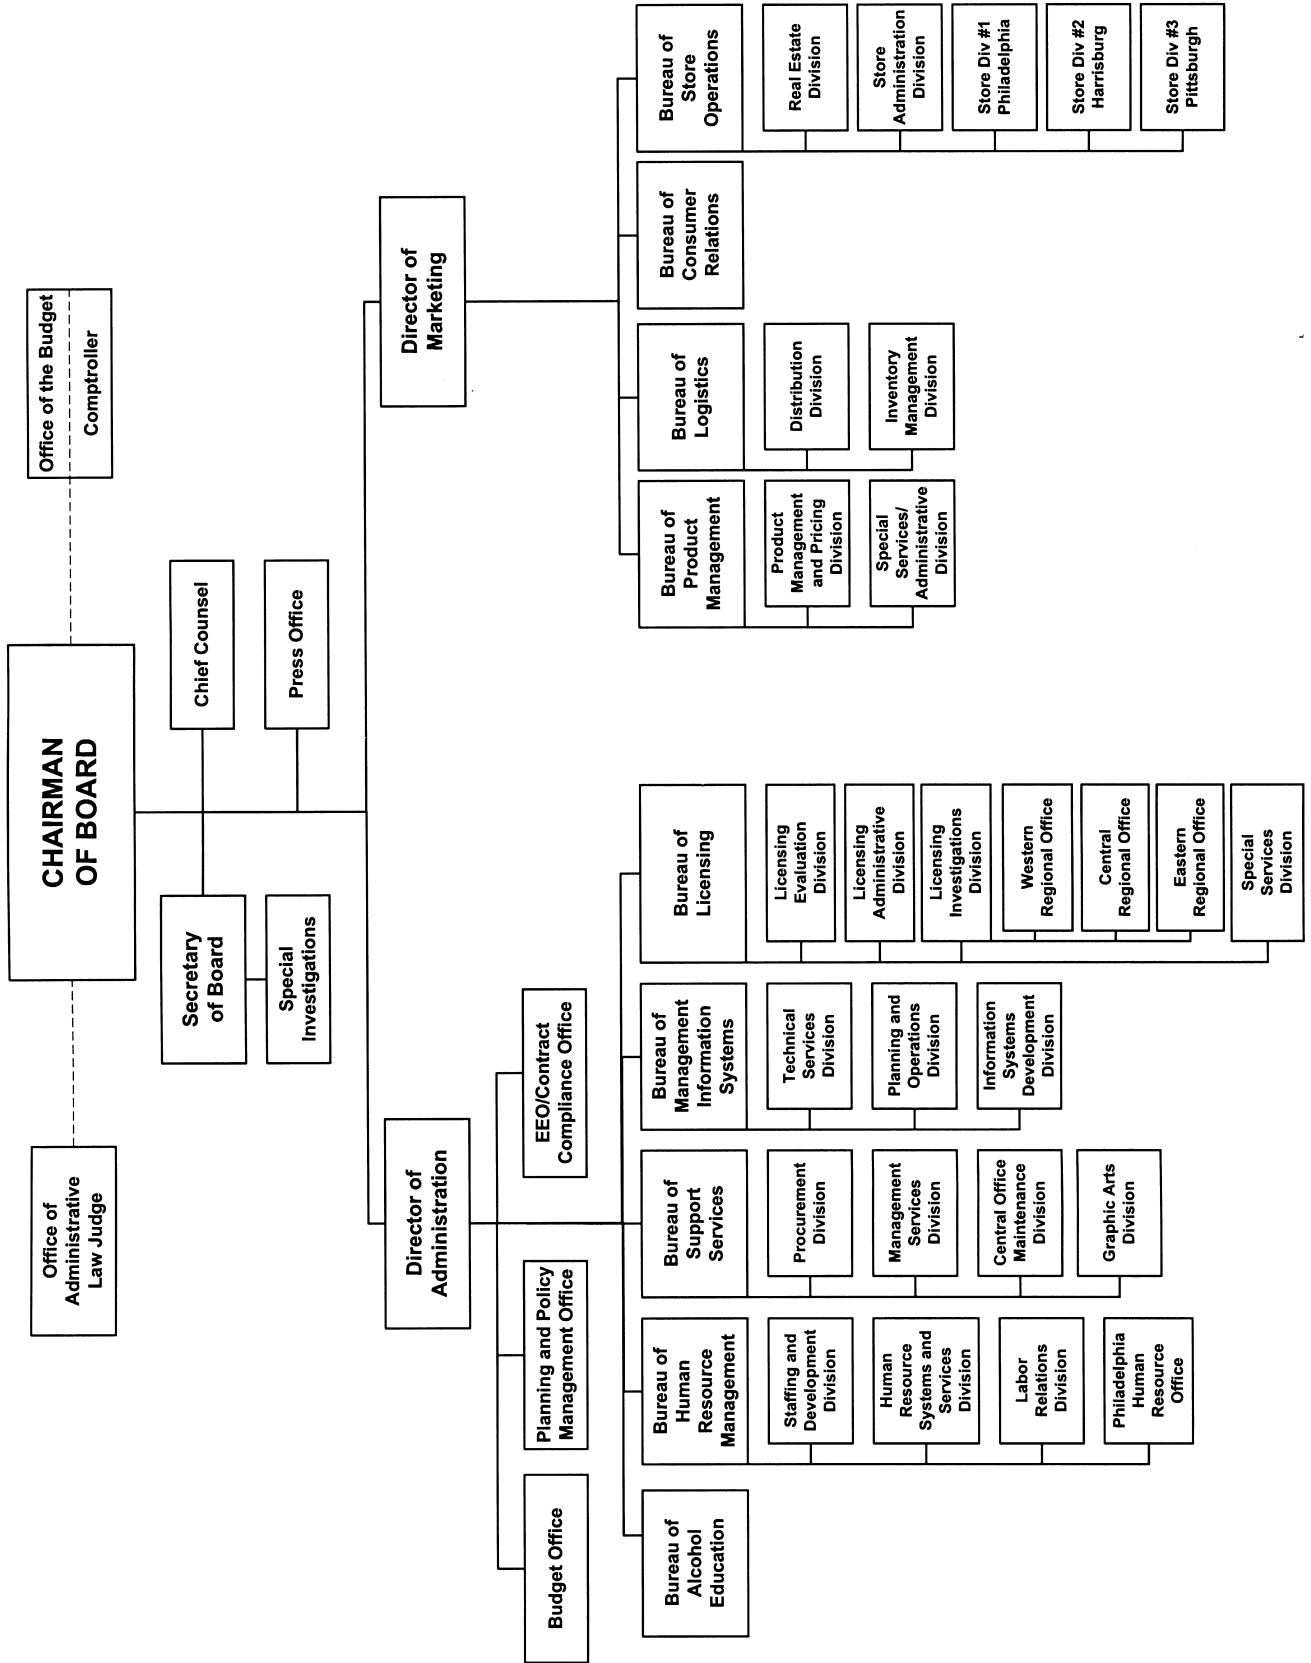 CHAIRMAN
OF BOARD
Office of
Administrative
Law Judge
Office of the Budget
Comptroller
Secretary
of Board
Chief Counsel
Special
Investigations
Press Office
Director of
Administration
Director of
Marketing
Budget Office
Planning and Policy
Management Office
EEO/Contract
Compliance Office
Bureau of
Alcohol
Education
Bureau of
Human
Resource
Management
Staffing and
Development
Division
Human
Resource
Systems and
Services
Division
Labor
Relations
Division
Philadelphia
Human
Resource
Office
Bureau of
Support
Services
Procurement
Division
Management
Services
Division
Central Office
Maintenance
Division
Graphic Arts
Division
Bureau of
Management
Information
Systems
Technical
Services
Division
Planning and
Operations
Division
Information
Systems
Development
Division
Bureau of
Licensing
Licensing
Evaluation
Division
Licensing
Administrative
Division
Licensing
Investigations
Division
Western
Regional Office
Central
Regional Office
Eastern
Regional Office
Special
Services
Division
Bureau of
Product
Management
Product
Management
and Pricing
Division
Special
Services/
Administrative
Division
Bureau of
Logistics
Distribution
Division
Inventory
Management
Division
Bureau of
Consumer
Relations
Bureau of
Store
Operations
Real Estate
Division
Store
Administration
Division
Store Div #1
Philadelphia
Store Div #2
Harrisburg
Store Div #3
Pittsburgh